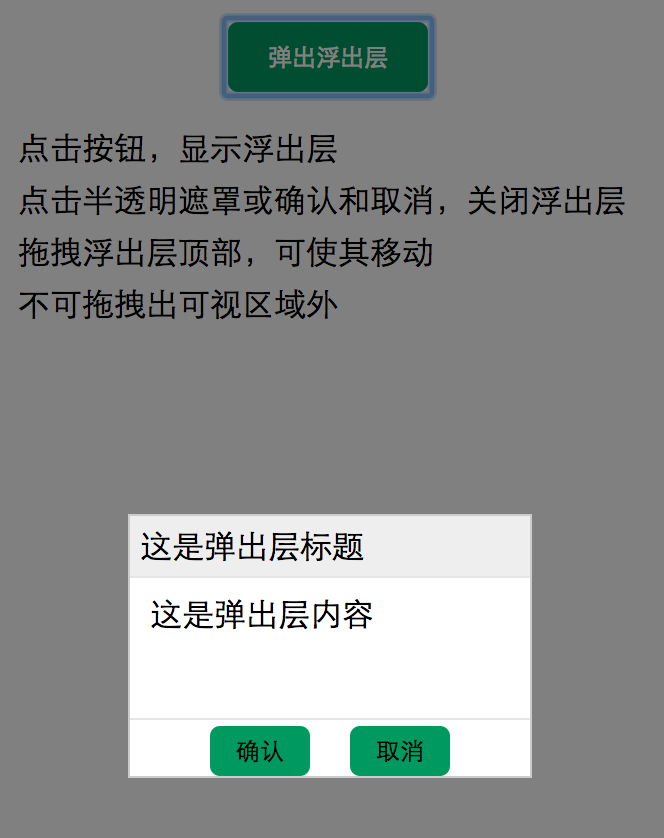 弹出浮出层
点击按钮，显示浮出层
点击半透明遮罩或确认和取消，关闭浮出层
拖拽浮出层顶部，可使其移动
不可拖拽出可视区域外
这是弹出层标题
这是弹出层内容
确认 取消